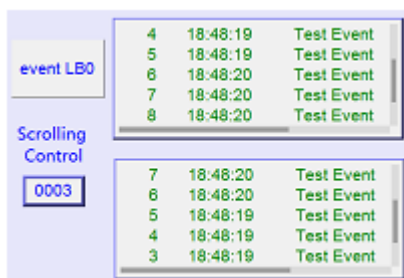 event LB0
Scrolling
Control
0003
4 18:48:19 Test Event
5 18:48:19 Test Event
6 18:48:20 Test Event
7 18:48:20 Test Event
8 18:48:20 Test Event
7 18:48:20 Test Event
6 18:48:20 Test Event
5 18:48:19 Test Event
4 18:48:19 Test Event
3 18:48:19 Test Event